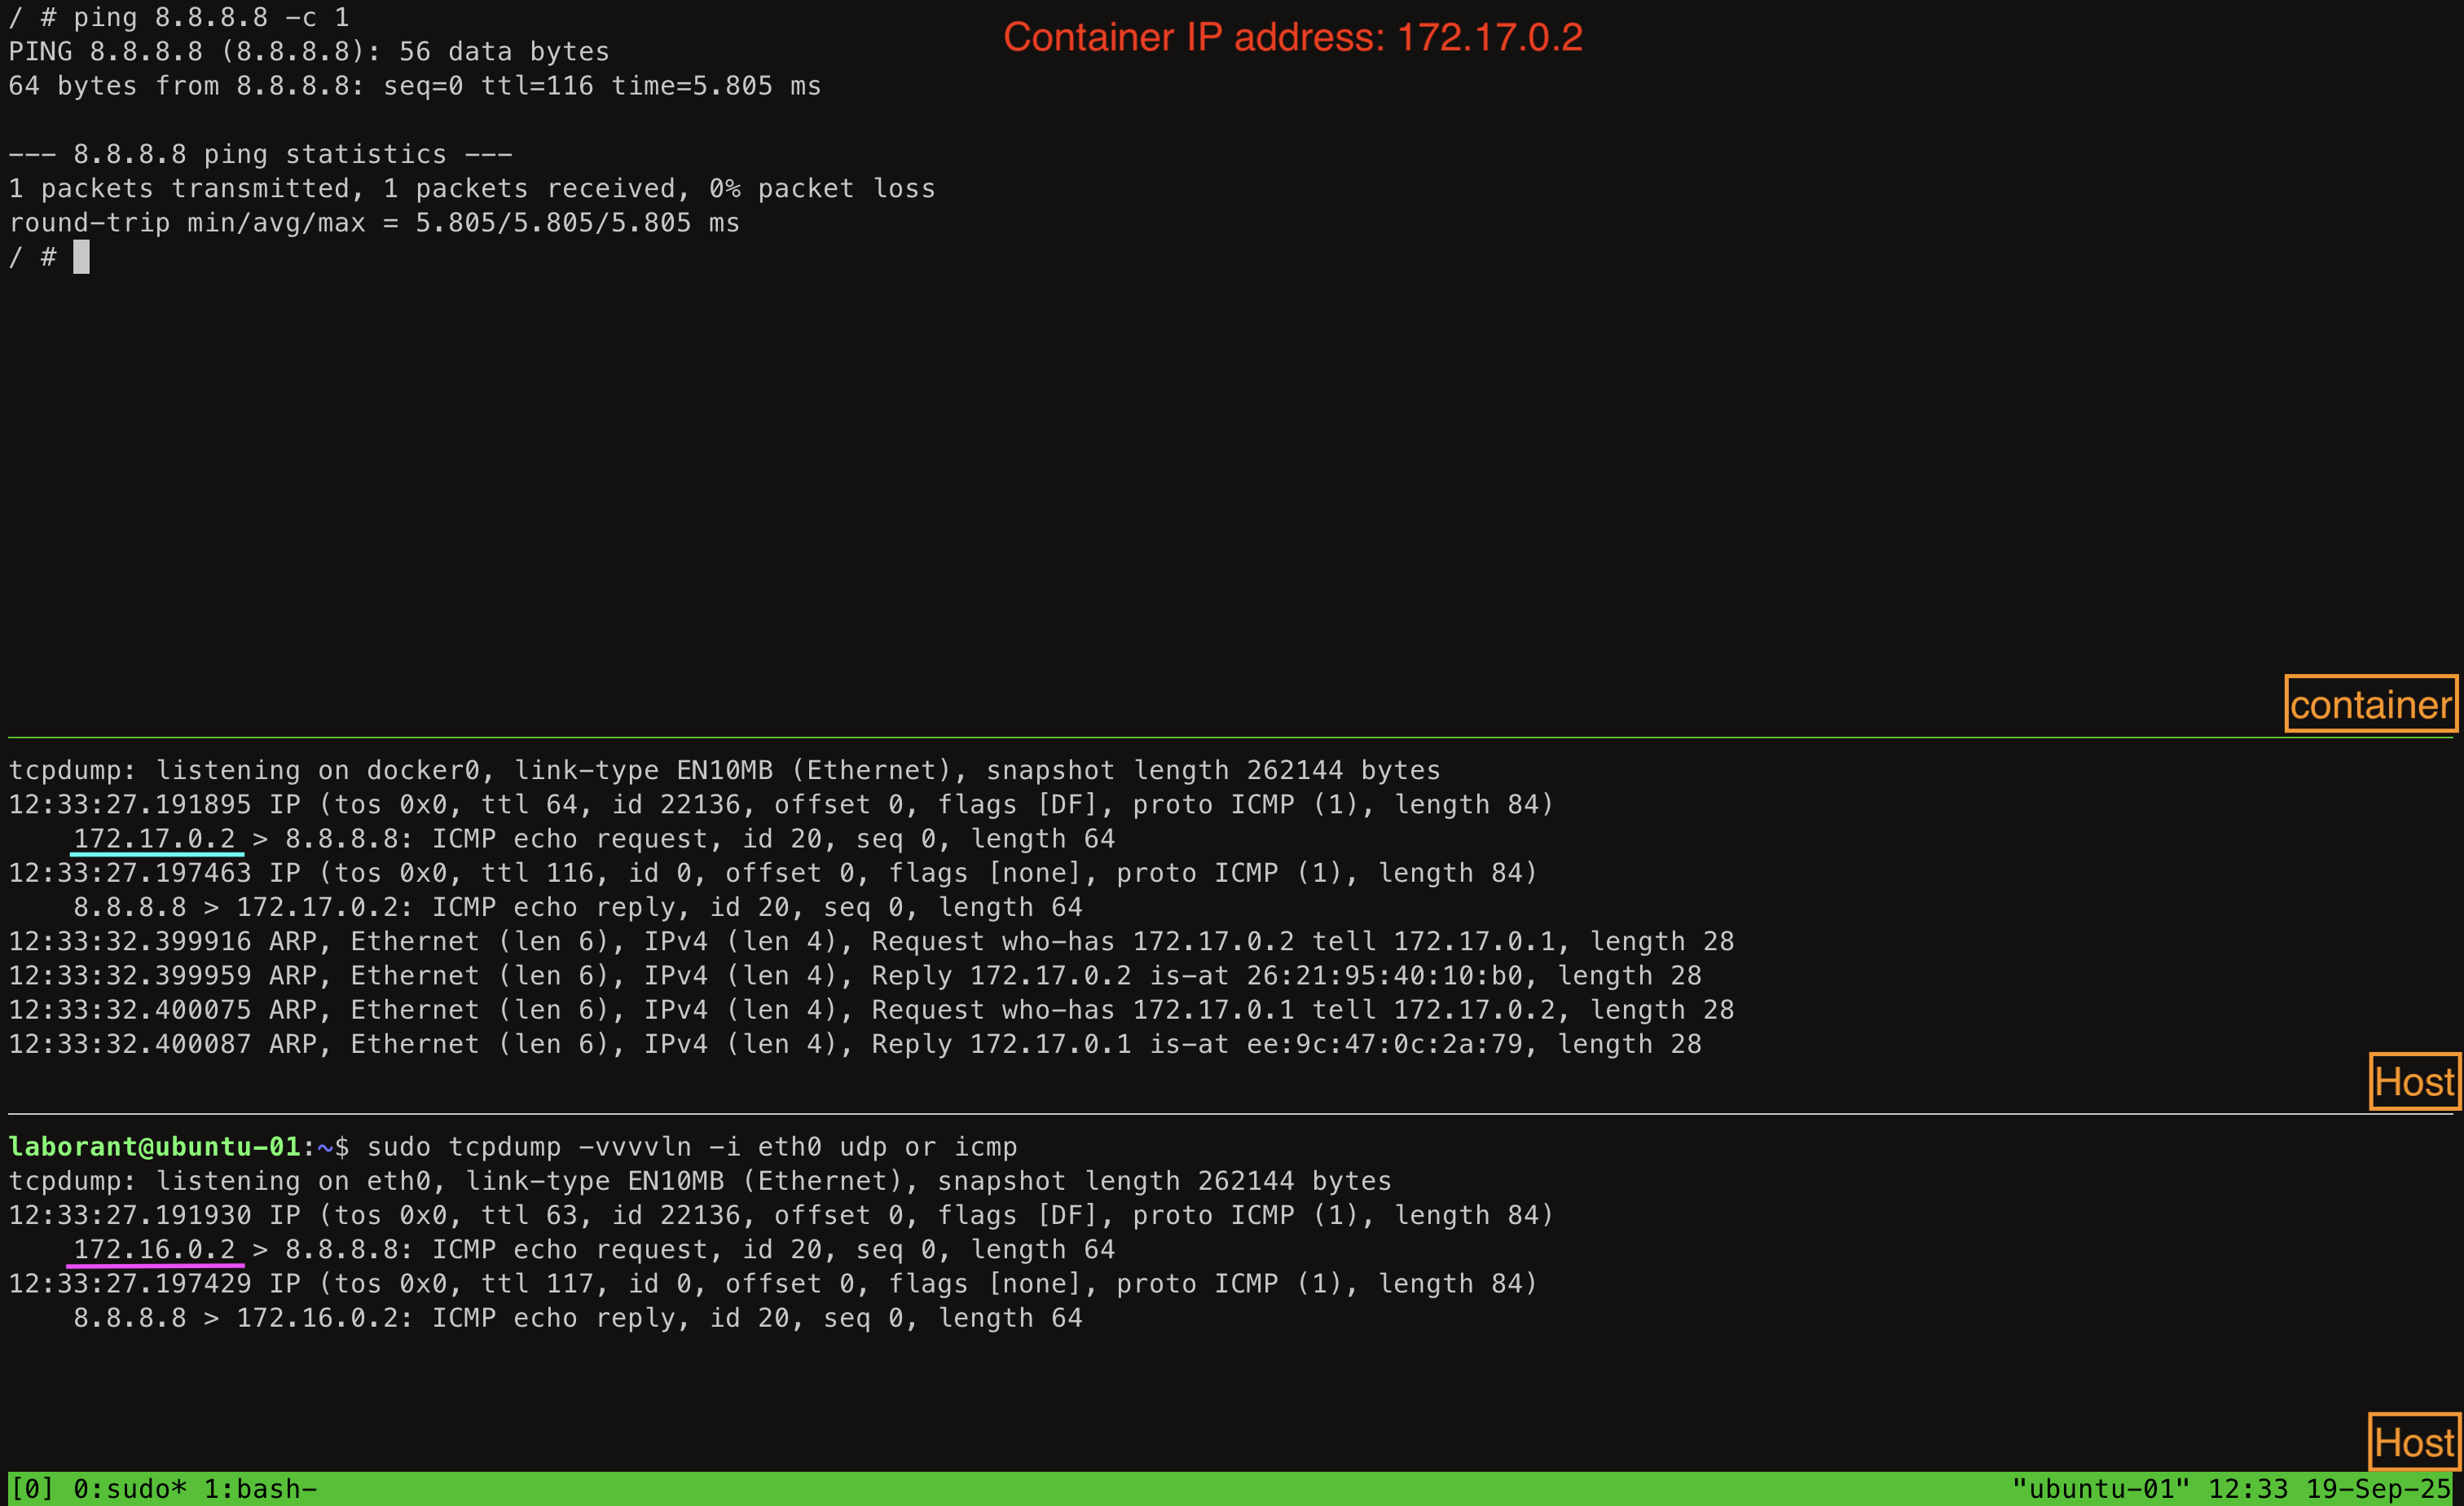 / # ping 8.8.8.8 -c 1
Container IP address: 172.17.0.2
PING 8.8.8.8 (8.8.8.8): 56 data bytes
64 bytes from 8.8.8.8: seq=0 ttl=116 time=5.805 ms
--- 8.8.8.8 ping statistics ---
1 packets transmitted, 1 packets received, 0% packet loss
round-trip min/avg/max = 5.805/5.805/5.805 ms
/ #
container
tcpdump: listening on docker0, link-type EN10MB (Ethernet), snapshot length 262144 bytes
12:33:27.191895 IP (tos 0x0, ttl 64, id 22136, offset 0, flags [DF], proto ICMP (1), length 84)
172.17.0.2 > 8.8.8.8: ICMP echo request, id 20, seq 0, length 64
12:33:27.197463 IP (tos 0x0, ttl 116, id 0, offset 0, flags [none], proto ICMP (1), length 84)
8.8.8.8 > 172.17.0.2: ICMP echo reply, id 20, seq 0, length 64
12:33:32.399916 ARP, Ethernet (len 6), IPv4 (len 4), Request who-has 172.17.0.2 tell 172.17.0.1, length 28
12:33:32.399959 ARP, Ethernet (len 6), IPv4 (len 4), Reply 172.17.0.2 is-at 26:21:95:40:10:b0, length 28
12:33:32.400075 ARP, Ethernet (len 6), IPv4 (len 4), Request who-has 172.17.0.1 tell 172.17.0.2, length 28
12:33:32.400087 ARP, Ethernet (len 6), IPv4 (len 4), Reply 172.17.0.1 is-at ee:9c:47:0c:2a:79, length 28
Host
laborant@ubuntu-01:~$ sudo tcpdump -vvvvln -i eth0 udp or icmp
tcpdump: listening on eth0, link-type EN10MB (Ethernet), snapshot length 262144 bytes
12:33:27.191930 IP (tos 0x0, ttl 63, id 22136, offset 0, flags [DF], proto ICMP (1), length 84)
172.16.0.2 > 8.8.8.8: ICMP echo request, id 20, seq 0, length 64
12:33:27.197429 IP (tos 0x0, ttl 117, id 0, offset 0, flags [none], proto ICMP (1), length 84)
8.8.8.8 > 172.16.0.2: ICMP echo reply, id 20, seq 0, length 64
Host
[0] 0:sudo* 1:bash- "ubuntu-01" 12:33 19-Sep-25